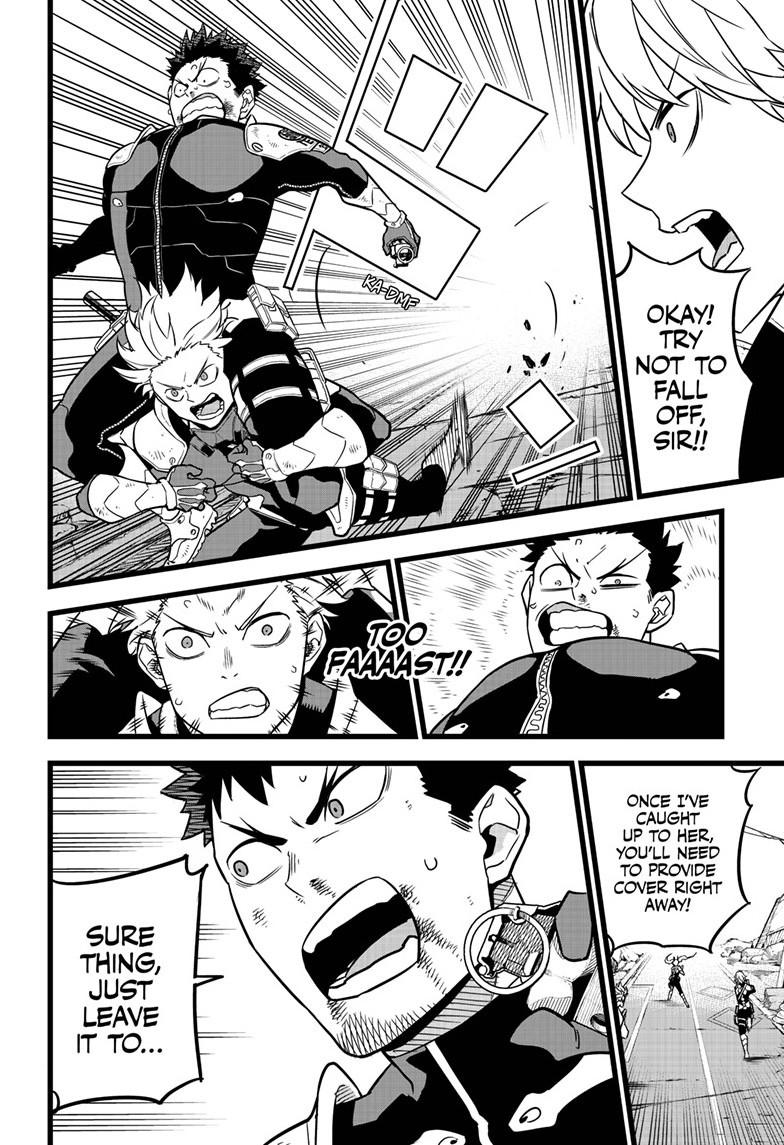 OKAY!
TRY
NOT TO
FALL
OFF,
SIR!!
KA-DMF
TOO
FAAAAST!!
ONCE I'VE
CAUGHT
UP TO HER,
YOU'LL NEED
TO PROVIDE
COVER RIGHT
AWAY!
SURE
THING,
JUST
LEAVE
IT TO...